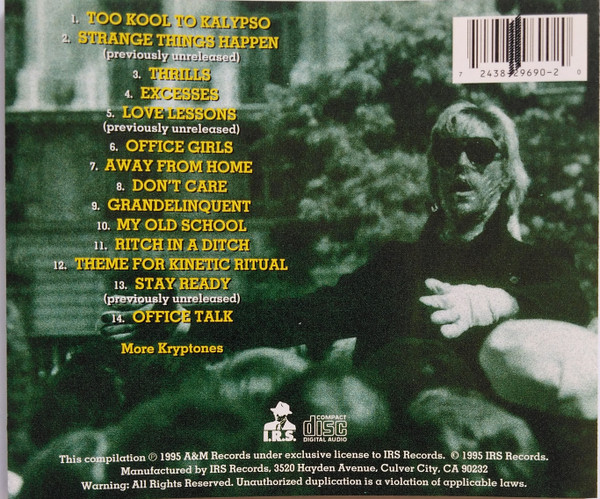 1. TOO KOOL TO KALYPSO
2. STRANGE THINGS HAPPEN
(previously unreleased)
3. THRILLS
4. EXCESSES
5. LOVE LESSONS
(previously unreleased)
6. OFFICE GIRLS
7. AWAY FROM HOME
8. DON'T CARE
9. GRANDELINQUENT
10. MY OLD SCHOOL
11. RITCH IN A DITCH
12. THEME FOR KINETIC RITUAL
13. STAY READY
(previously unreleased)
14. OFFICE TALK
More Kryptones
7 2438-29690-2 0
I.R.S.
COMPACT
disc
DIGITAL AUDIO
This compilation ℗ 1995 A&M Records under exclusive license to IRS Records. © 1995 IRS Records.
Manufactured by IRS Records, 3520 Hayden Avenue, Culver City, CA 90232
Warning: All Rights Reserved. Unauthorized duplication is a violation of applicable laws.